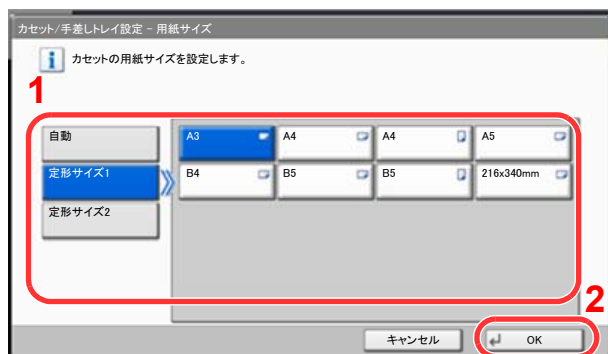 カセット/手差しトレイ設定 - 用紙サイズ
カセットの用紙サイズを設定します。
1
自動
A3 A4 A4 A5
定形サイズ1
B4 B5 B5 216x340mm
定形サイズ2
2
キャンセル OK